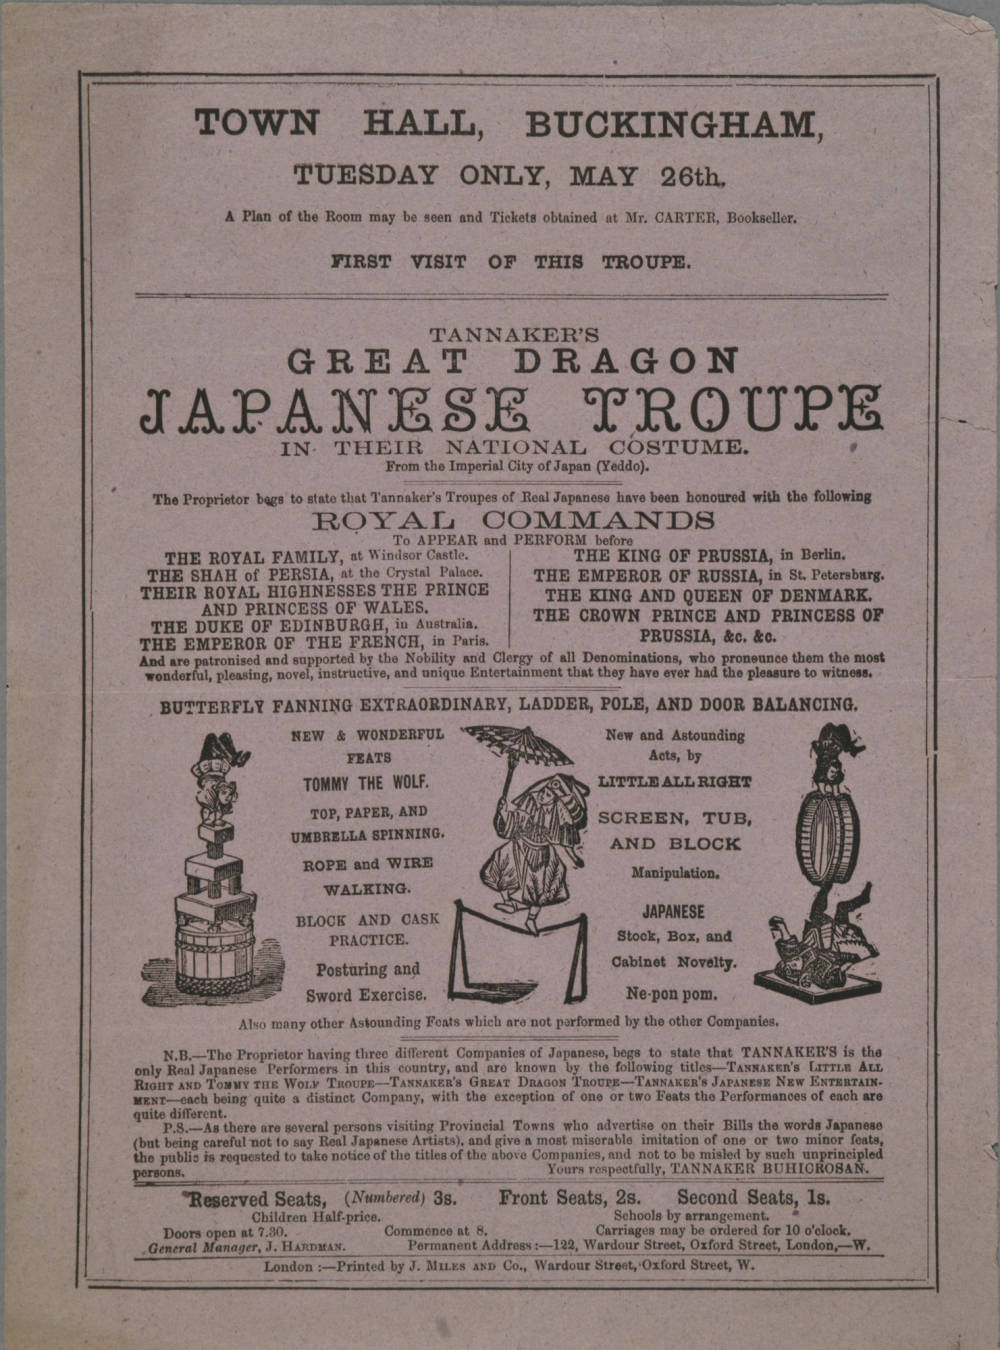 TOWN HALL, BUCKINGHAM,
TUESDAY ONLY, MAY 26th.
A Plan of the Room may be seen and Tickets obtained at Mr. CARTER, Bookseller.
FIRST VISIT OF THIS TROUPE.
TANNAKER'S
GREAT DRAGON
JAPANESE TROUPE
IN THEIR NATIONAL COSTUME.
From the Imperial City of Japan (Yeddo).
The Proprietor begs to state that Tannaker's Troupes of Real Japanese have been honoured with the following
ROYAL COMMANDS
To APPEAR and PERFORM before
THE ROYAL FAMILY, at Windsor Castle.
THE SHAH of PERSIA, at the Crystal Palace.
THEIR ROYAL HIGHNESSES THE PRINCE
AND PRINCESS OF WALES.
THE DUKE OF EDINBURGH, in Australia.
THE EMPEROR OF THE FRENCH, in Paris.
THE KING OF PRUSSIA, in Berlin.
THE EMPEROR OF RUSSIA, in St. Petersburg.
THE KING AND QUEEN OF DENMARK.
THE CROWN PRINCE AND PRINCESS OF
PRUSSIA, &c. &c.
And are patronised and supported by the Nobility and Clergy of all Denominations, who pronounce them the most
wonderful, pleasing, novel, instructive, and unique Entertainment that they have ever had the pleasure to witness.
BUTTERFLY FANNING EXTRAORDINARY, LADDER, POLE, AND DOOR BALANCING.
NEW & WONDERFUL
FEATS
TOMMY THE WOLF.
TOP, PAPER, AND
UMBRELLA SPINNING.
ROPE and WIRE
WALKING.
BLOCK AND CASK
PRACTICE.
Posturing and
Sword Exercise.
New and Astounding
Acts, by
LITTLE ALL RIGHT
SCREEN, TUB,
AND BLOCK
Manipulation.
JAPANESE
Stock, Box, and
Cabinet Novelty.
Ne-pon pom.
Also many other Astounding Feats which are not performed by the other Companies.
N.B.—The Proprietor having three different Companies of Japanese, begs to state that TANNAKER'S is the
only Real Japanese Performers in this country, and are known by the following titles—TANNAKER'S LITTLE ALL
RIGHT AND TOMMY THE WOLF TROUPE—TANNAKER'S GREAT DRAGON TROUPE—TANNAKER'S JAPANESE NEW ENTERTAIN-
MENT—each being quite a distinct Company, with the exception of one or two Feats the Performances of each are
quite different.
P.S.—As there are several persons visiting Provincial Towns who advertise on their Bills the words Japanese
(but being careful not to say Real Japanese Artists), and give a most miserable imitation of one or two minor feats,
the public is requested to take notice of the titles of the above Companies, and not to be misled by such unprincipled
persons. Yours respectfully, TANNAKER BUHICROSAN.
Reserved Seats, (Numbered) 3s. Front Seats, 2s. Second Seats, 1s.
Children Half-price. Schools by arrangement.
Doors open at 7.30. Commence at 8. Carriages may be ordered for 10 o'clock.
General Manager, J. HARDMAN. Permanent Address:—122, Wardour Street, Oxford Street, London,—W.
London:—Printed by J. MILES AND CO., Wardour Street, Oxford Street, W.